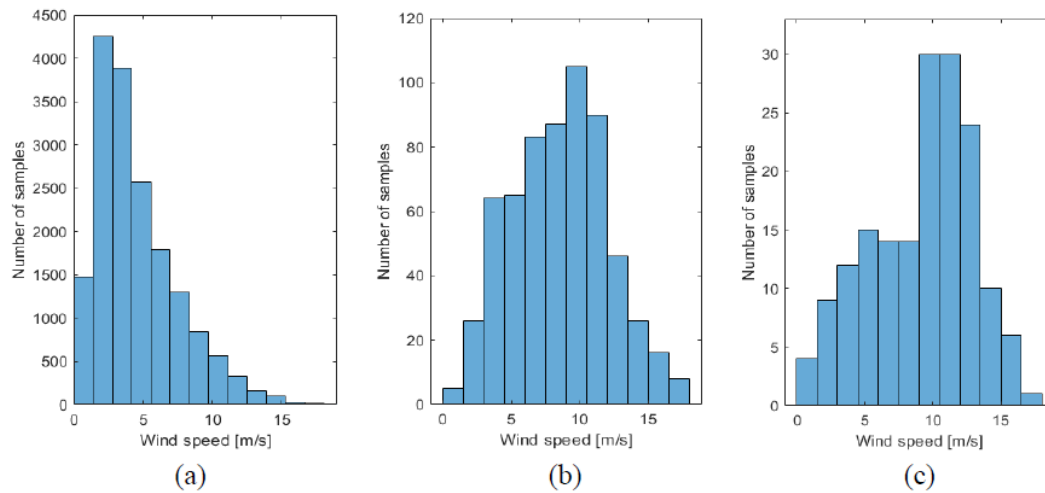 4500
4000
3500
3000
2500
2000
1500
1000
500
0
Number of samples
0 5 10 15
Wind speed [m/s]
(a)
120
100
80
60
40
20
0
Number of samples
0 5 10 15
Wind speed [m/s]
(b)
30
25
20
15
10
5
0
Number of samples
0 5 10 15
Wind speed [m/s]
(c)